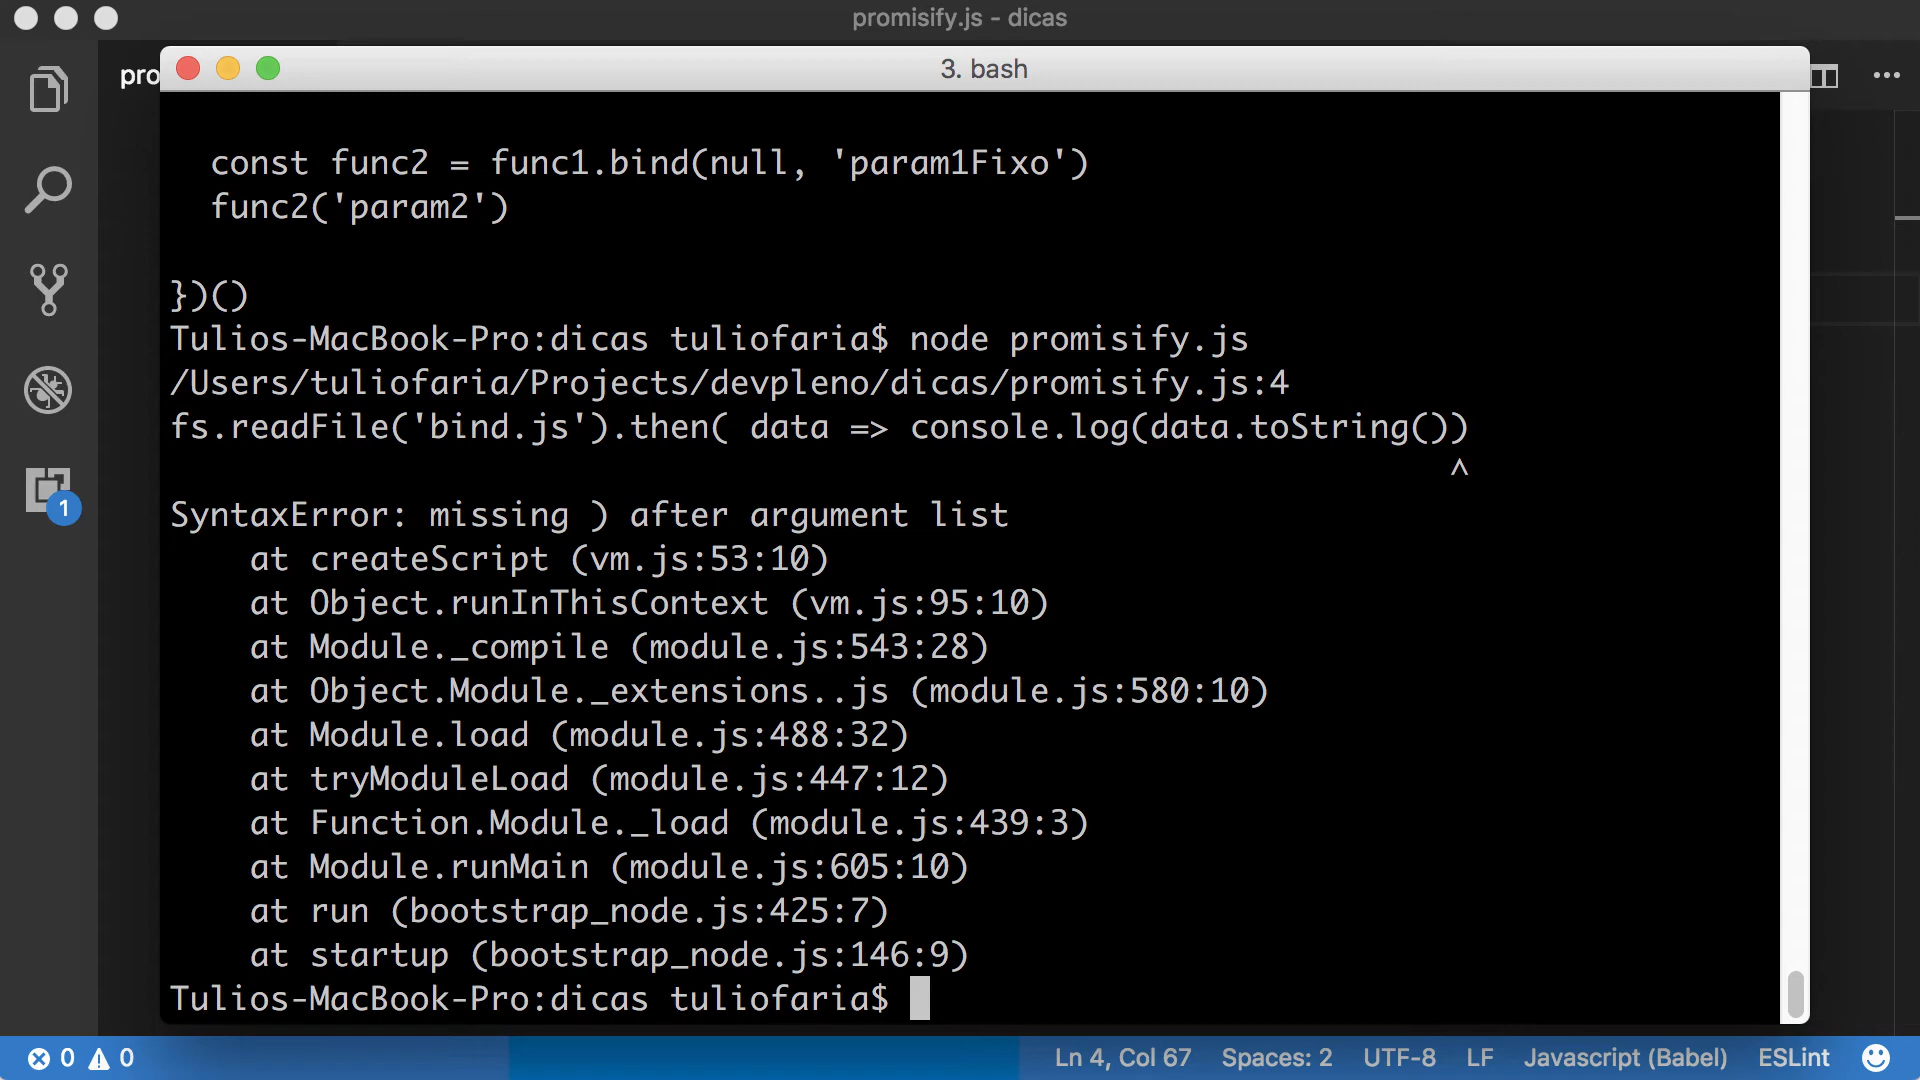 promisify.js - dicas
pro
3. bash
const func2 = func1.bind(null, 'param1Fixo')
func2('param2')
})()
Tulios-MacBook-Pro:dicas tuliofaria$ node promisify.js
/Users/tuliofaria/Projects/devpleno/dicas/promisify.js:4
fs.readFile('bind.js').then( data => console.log(data.toString())
^
SyntaxError: missing ) after argument list
at createScript (vm.js:53:10)
at Object.runInThisContext (vm.js:95:10)
at Module._compile (module.js:543:28)
at Object.Module._extensions..js (module.js:580:10)
at Module.load (module.js:488:32)
at tryModuleLoad (module.js:447:12)
at Function.Module._load (module.js:439:3)
at Module.runMain (module.js:605:10)
at run (bootstrap_node.js:425:7)
at startup (bootstrap_node.js:146:9)
Tulios-MacBook-Pro:dicas tuliofaria$
1
0 0 Ln 4, Col 67 Spaces: 2 UTF-8 LF Javascript (Babel) ESLint